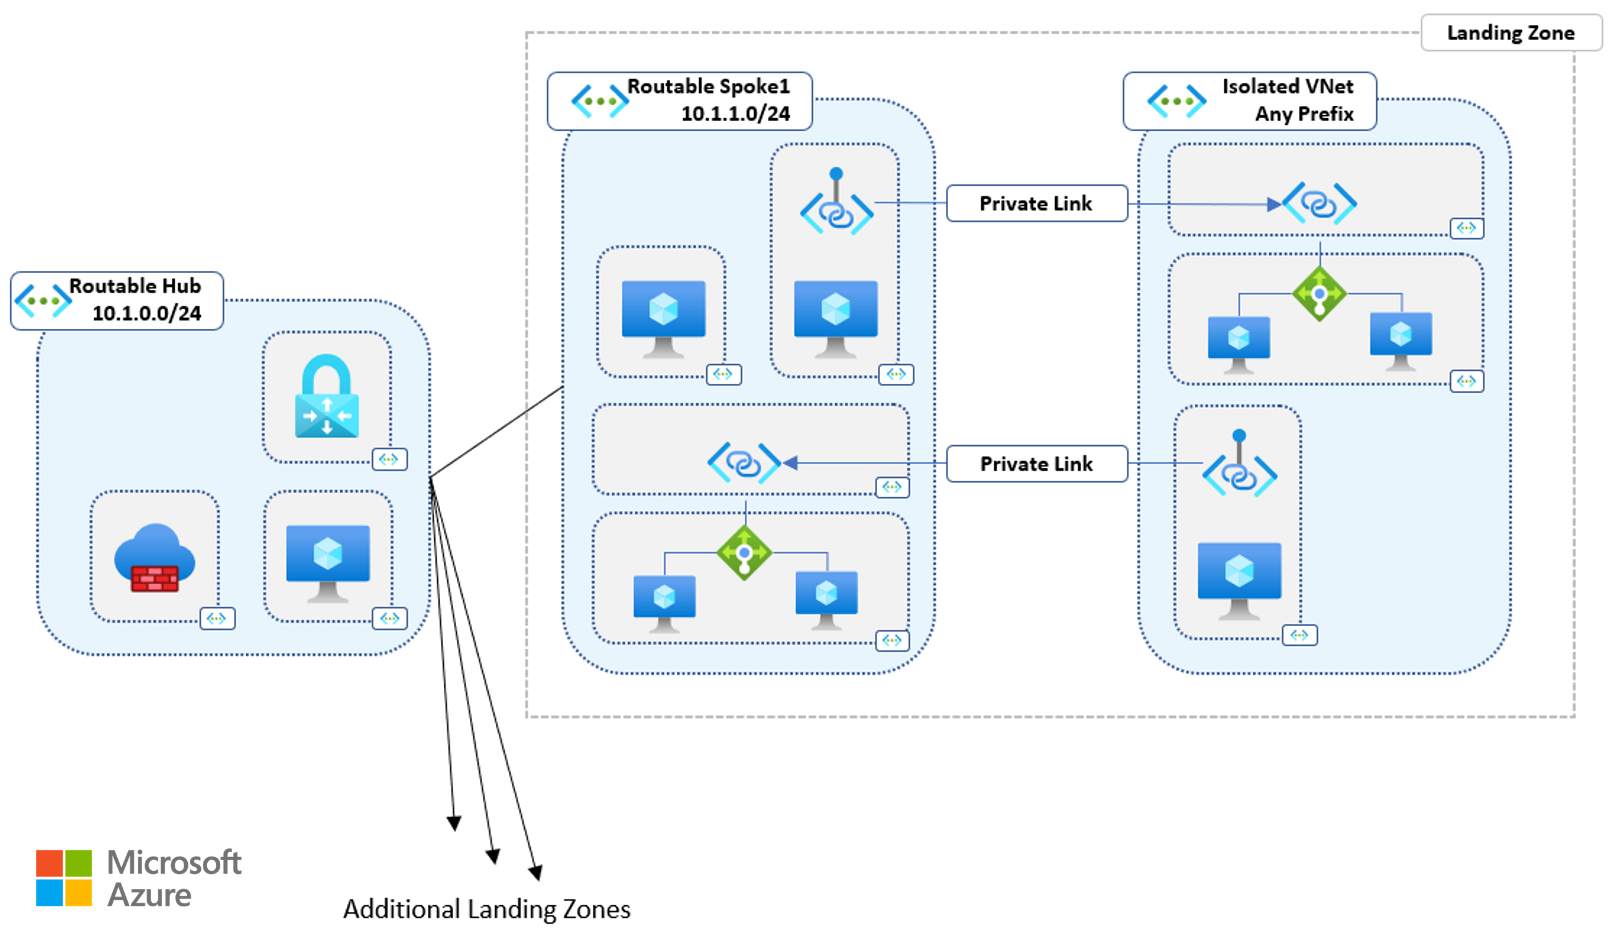 Landing Zone
Routable Spoke1
10.1.1.0/24
Isolated VNet
Any Prefix
Private Link
Routable Hub
10.1.0.0/24
Private Link
Microsoft
Azure
Additional Landing Zones